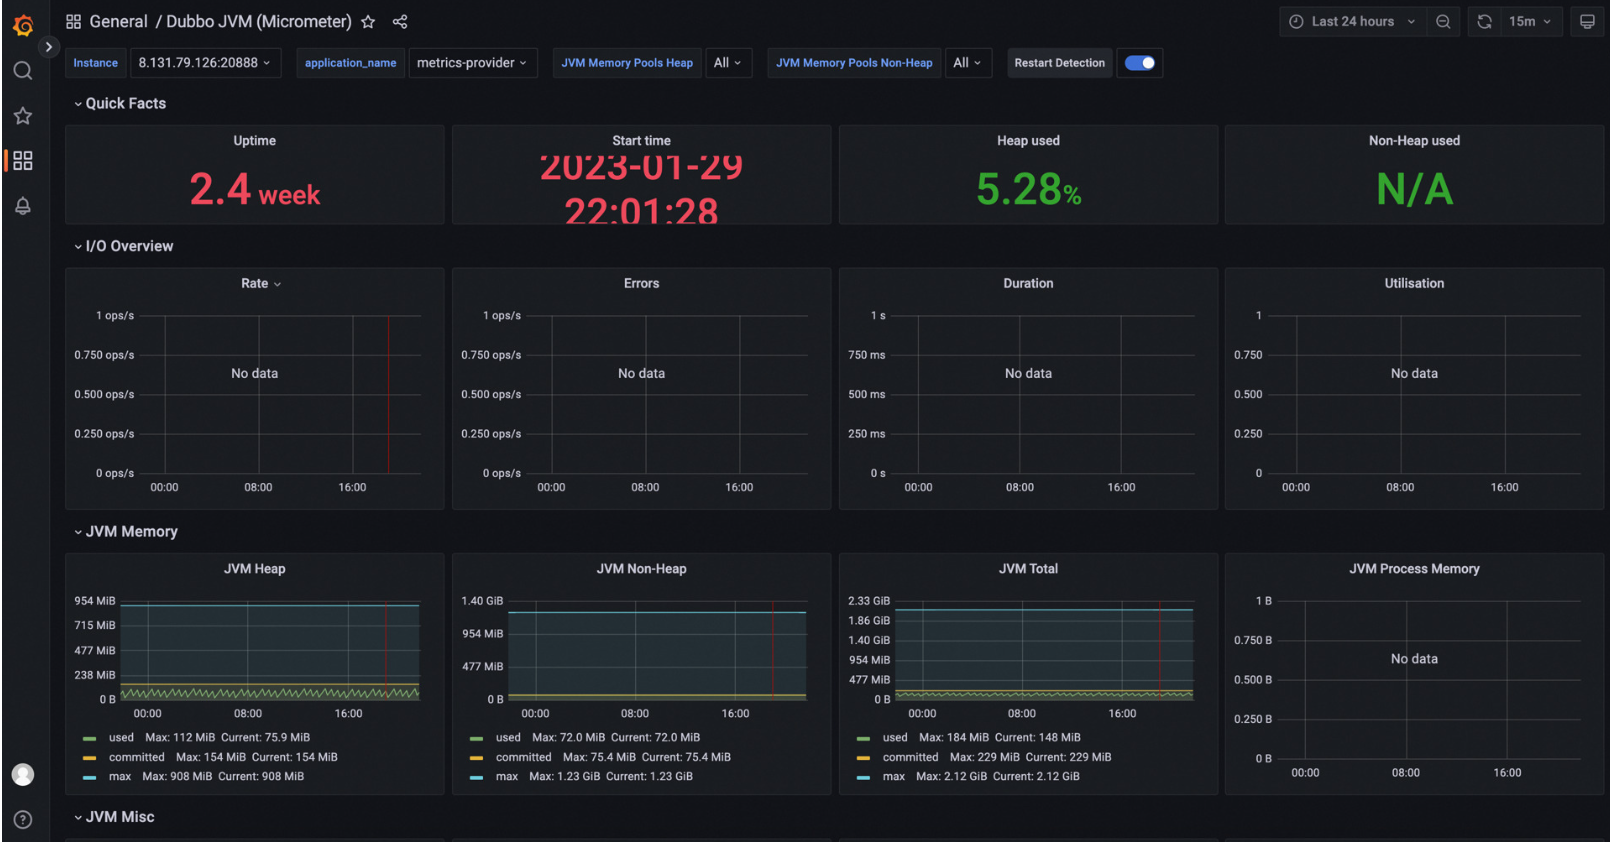 General / Dubbo JVM (Micrometer)
Last 24 hours
15m
Instance 8.131.79.126:20888
application_name metrics-provider
JVM Memory Pools Heap All
JVM Memory Pools Non-Heap All
Restart Detection
Quick Facts
Uptime
2.4 week
Start time
2023-01-29
22:01:28
Heap used
5.28%
Non-Heap used
N/A
I/O Overview
Rate
1 ops/s
0.750 ops/s
No data
0.500 ops/s
0.250 ops/s
0 ops/s
00:00 08:00 16:00
Errors
1 ops/s
0.750 ops/s
No data
0.500 ops/s
0.250 ops/s
0 ops/s
00:00 08:00 16:00
Duration
1 s
750 ms
No data
500 ms
250 ms
0 s
00:00 08:00 16:00
Utilisation
1
0.750
No data
0.500
0.250
0
00:00 08:00 16:00
JVM Memory
JVM Heap
954 MiB
715 MiB
477 MiB
238 MiB
0 B
00:00 08:00 16:00
used Max: 112 MiB Current: 75.9 MiB
committed Max: 154 MiB Current: 154 MiB
max Max: 908 MiB Current: 908 MiB
JVM Non-Heap
1.40 GiB
954 MiB
477 MiB
0 B
00:00 08:00 16:00
used Max: 72.0 MiB Current: 72.0 MiB
committed Max: 75.4 MiB Current: 75.4 MiB
max Max: 1.23 GiB Current: 1.23 GiB
JVM Total
2.33 GiB
1.86 GiB
1.40 GiB
954 MiB
477 MiB
0 B
00:00 08:00 16:00
used Max: 184 MiB Current: 148 MiB
committed Max: 229 MiB Current: 229 MiB
max Max: 2.12 GiB Current: 2.12 GiB
JVM Process Memory
1 B
0.750 B
No data
0.500 B
0.250 B
0 B
00:00 08:00 16:00
JVM Misc